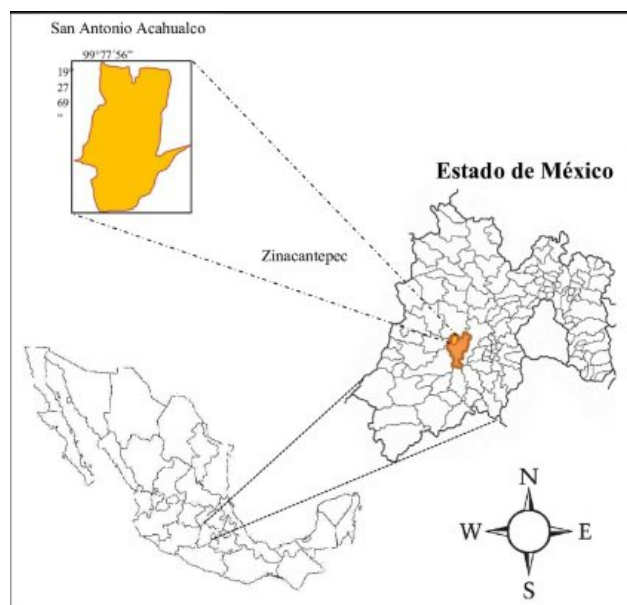 San Antonio Acahualco
99°77´56‴
19°
27
69
"
Estado de México
Zinacantepec
N
W E
S